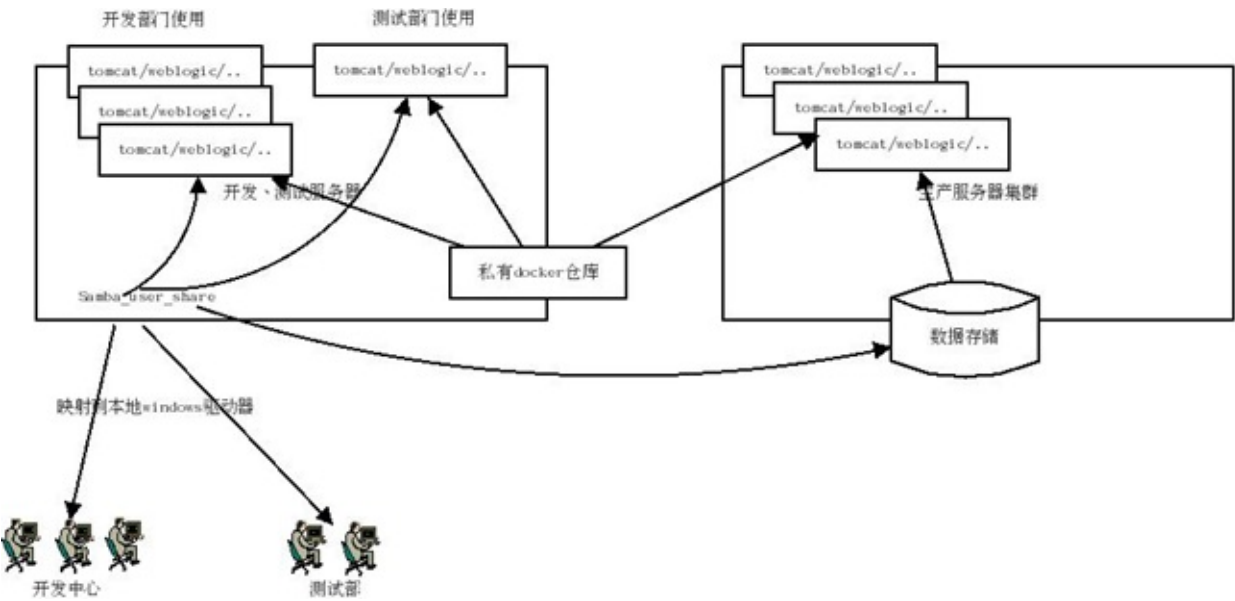 开发部门使用
测试部门使用
tomcat/weblogic/..
tomcat/weblogic/..
tomcat/weblogic/..
tomcat/weblogic/..
tomcat/weblogic/..
tomcat/weblogic/..
tomcat/weblogic/..
开发、测试服务器
生产服务器集群
私有docker仓库
Samba_user_share
数据存储
映射到本地windows驱动器
开发中心
测试部